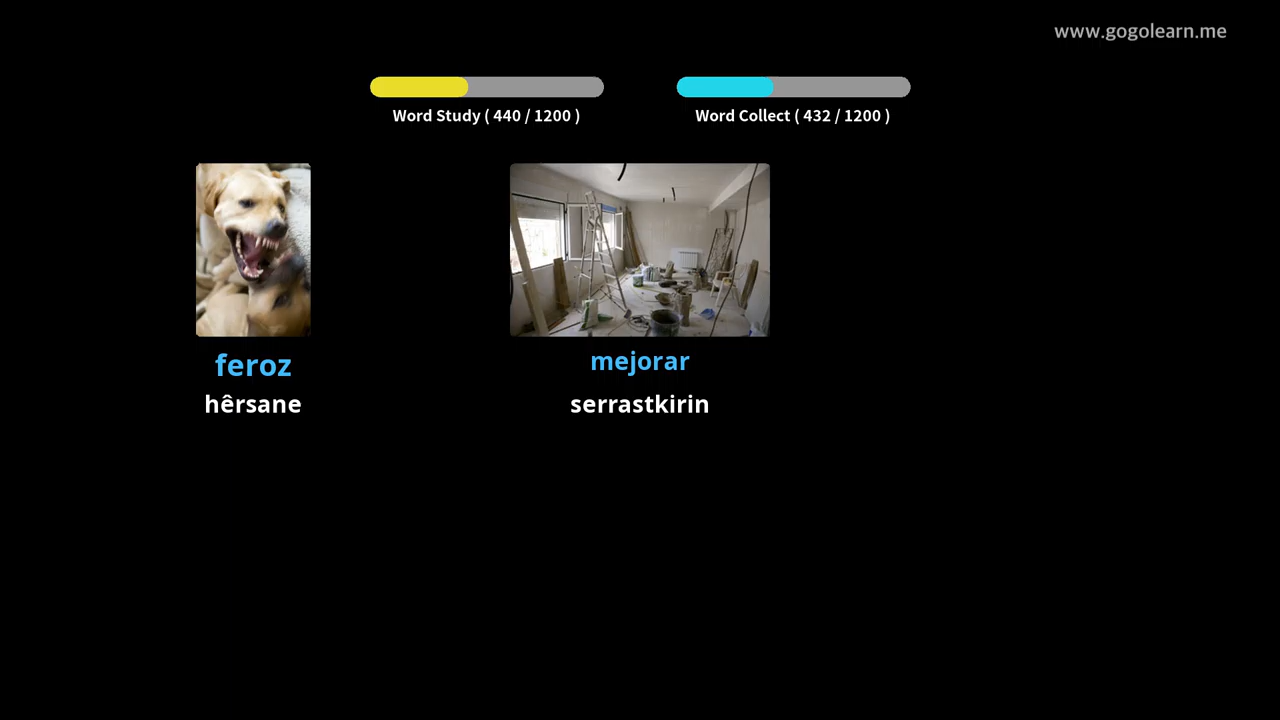 www.gogolearn.me
Word Study ( 440 / 1200 )
Word Collect ( 432 / 1200 )
feroz
hêrsane
mejorar
serrastkirin